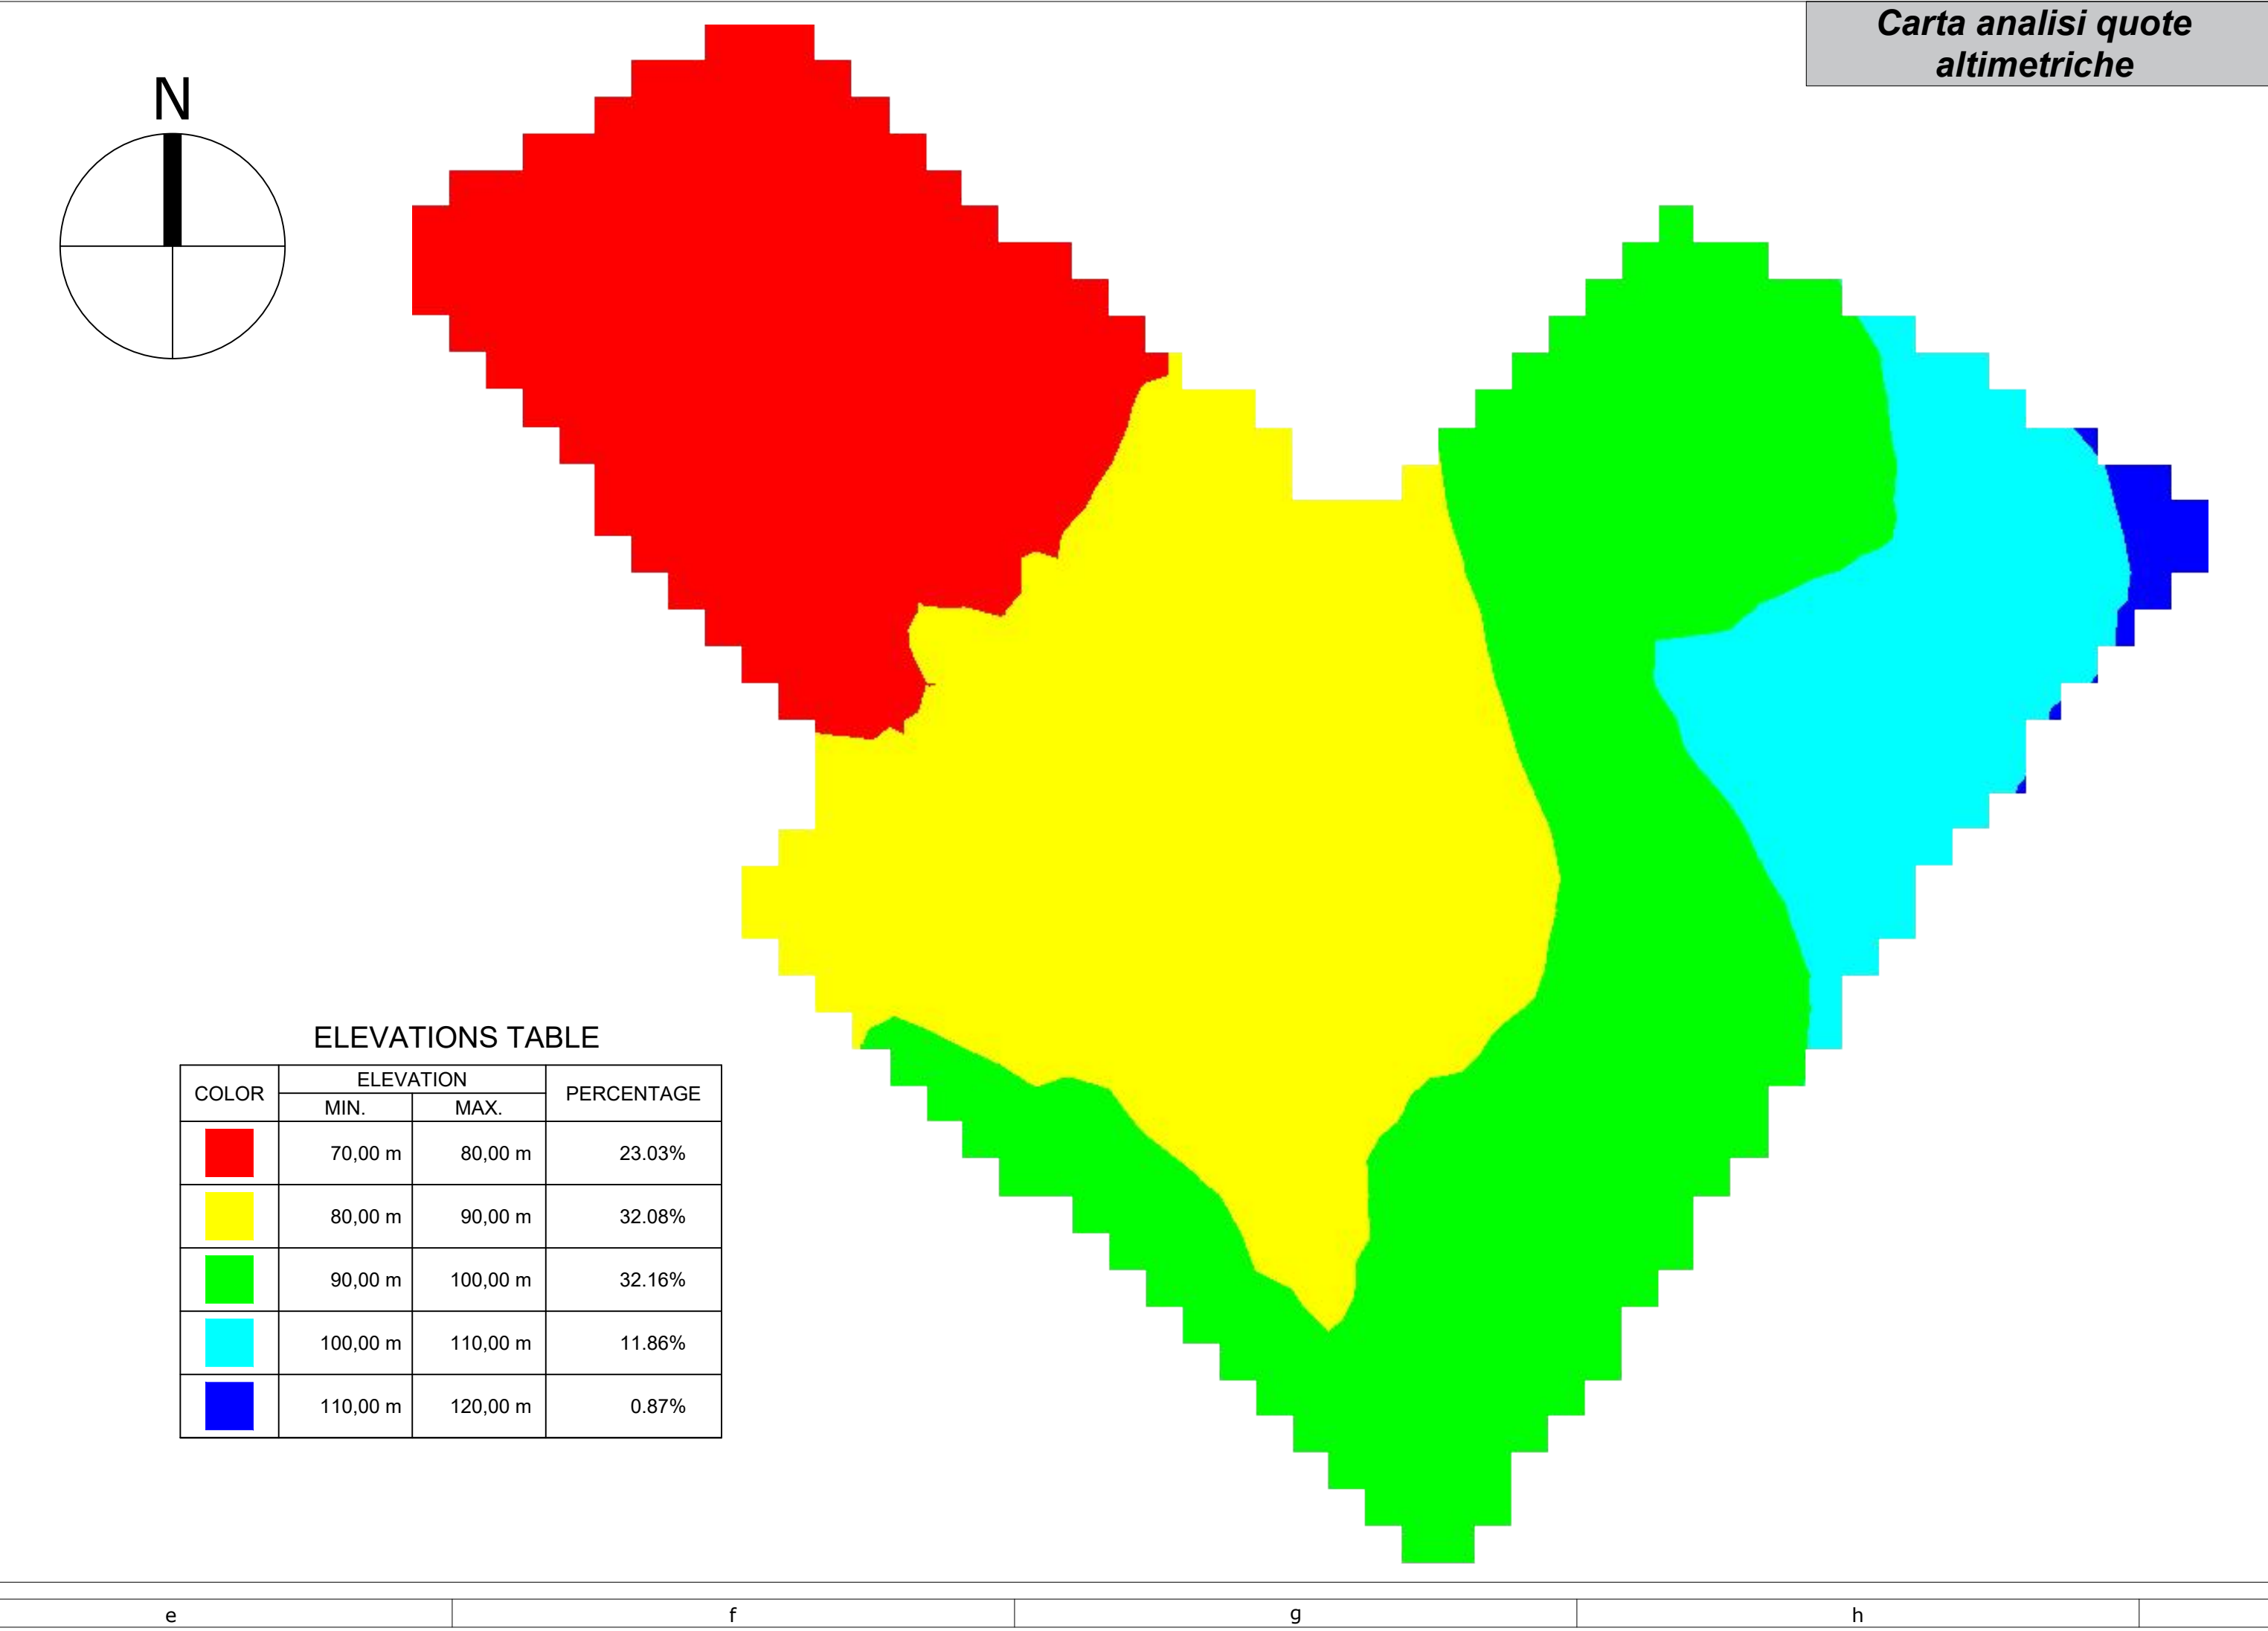 Carta analisi quote
altimetriche
N
ELEVATIONS TABLE
COLOR ELEVATION PERCENTAGE
MIN. MAX.
70,00 m 80,00 m 23.03%
80,00 m 90,00 m 32.08%
90,00 m 100,00 m 32.16%
100,00 m 110,00 m 11.86%
110,00 m 120,00 m 0.87%
e f g h